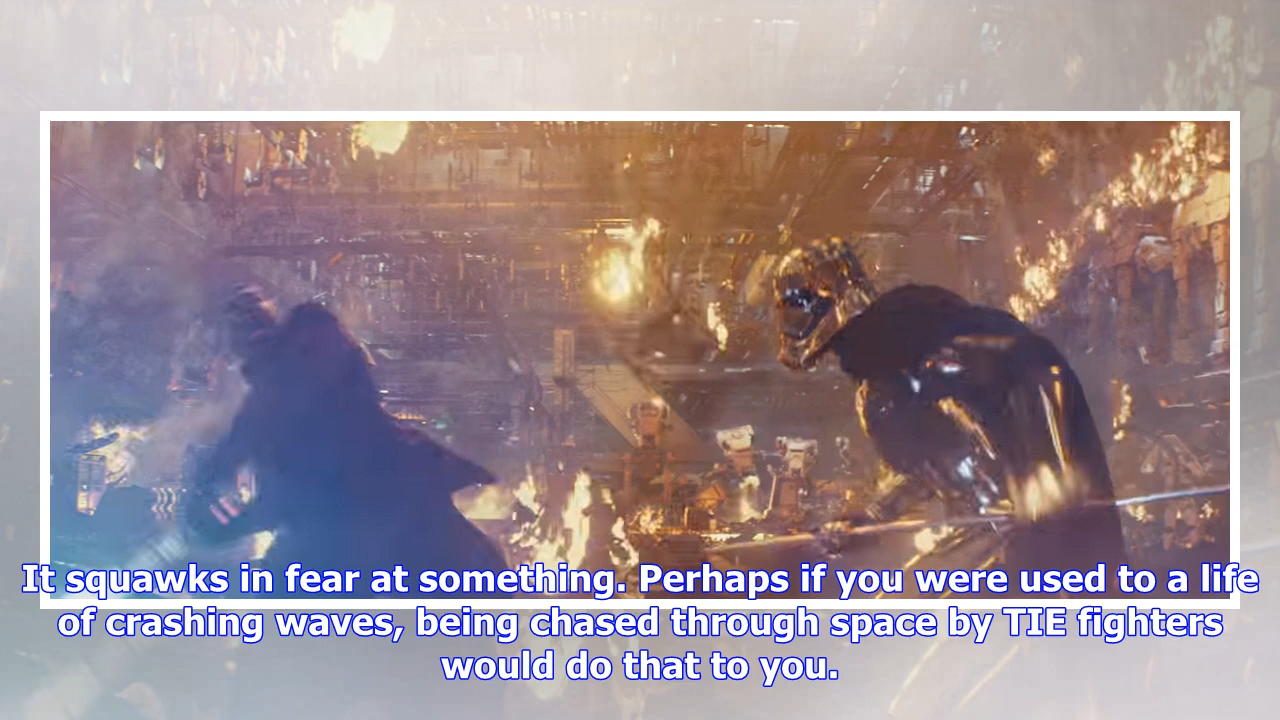 It squawks in fear at something. Perhaps if you were used to a life
of crashing waves, being chased through space by TIE fighters
would do that to you.